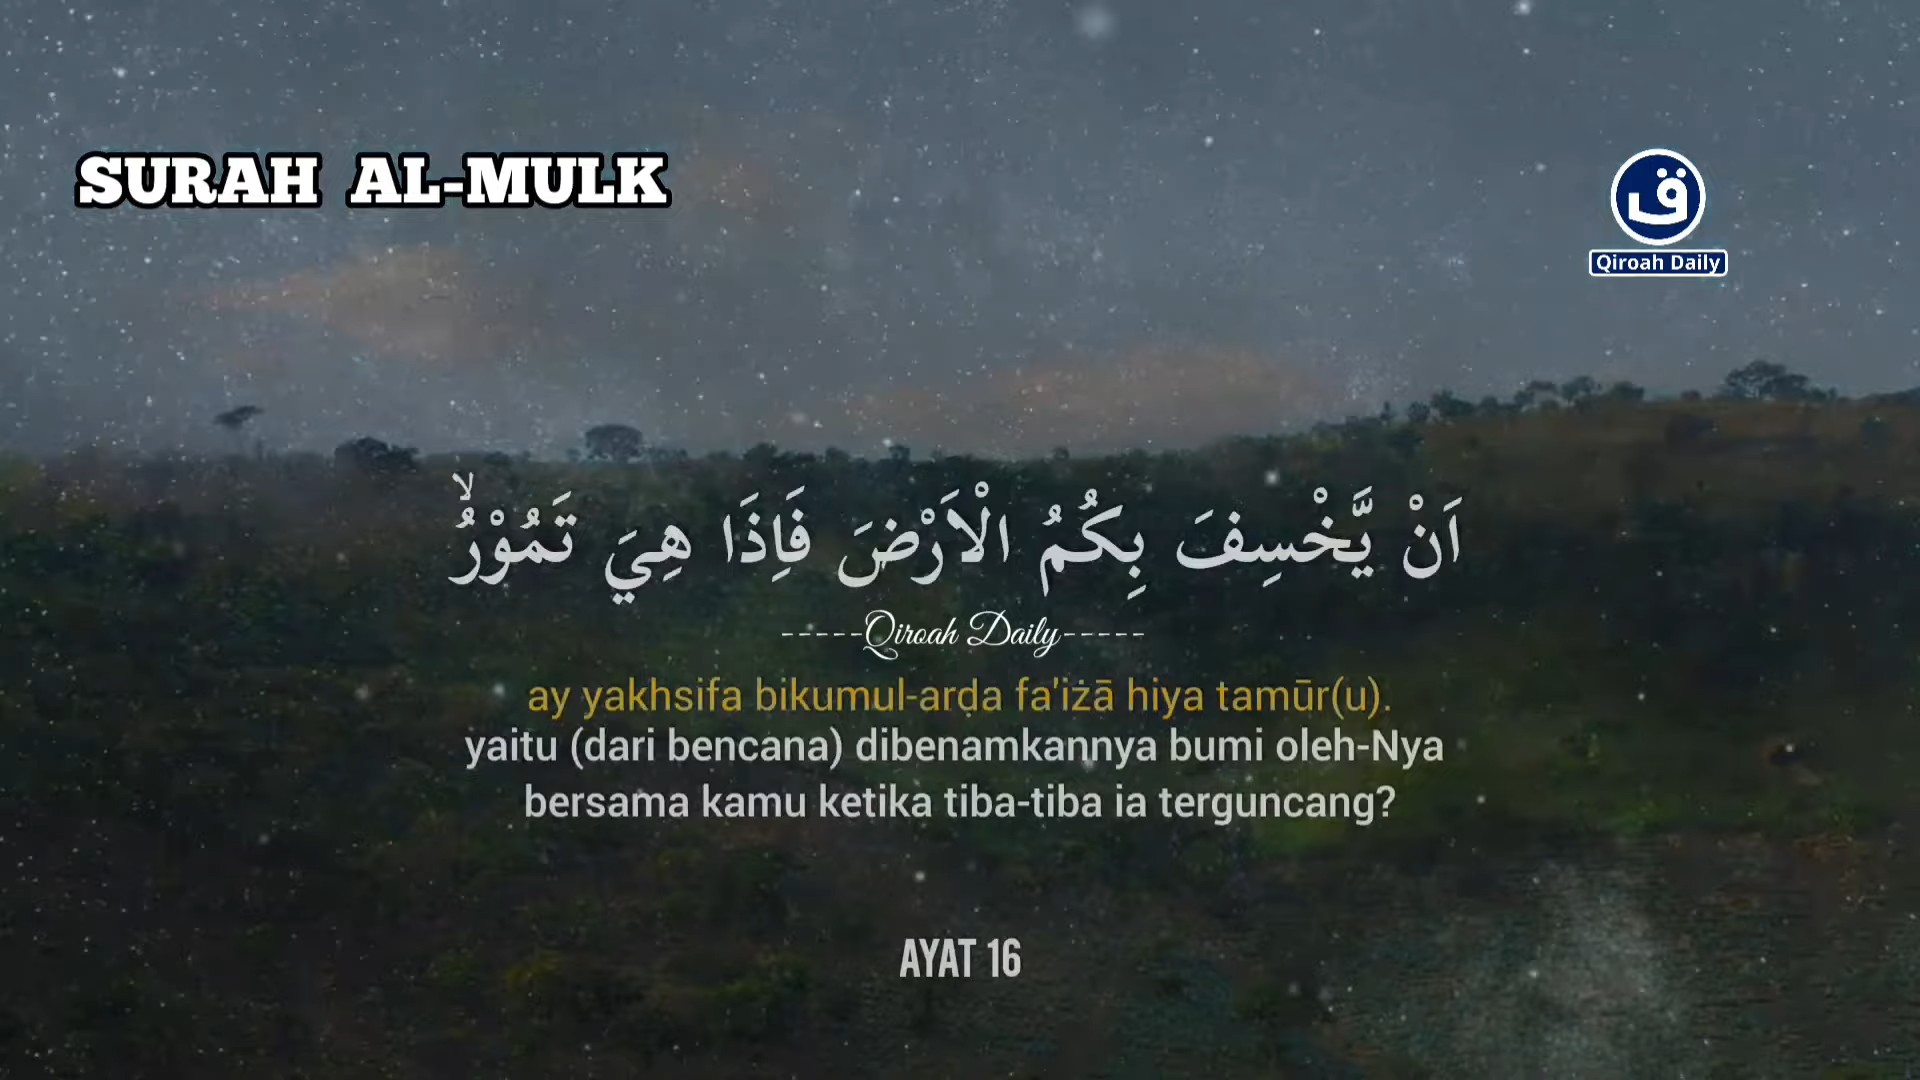 SURAH AL-MULK
ق
Qiroah Daily
اَنْ يَّخْسِفَ بِكُمُ الْاَرْضَ فَاِذَا هِيَ تَمُوْرُۙ
-----Qiroah Daily-----
ay yakhsifa bikumul-arḍa fa'iżā hiya tamūr(u).
yaitu (dari bencana) dibenamkannya bumi oleh-Nya
bersama kamu ketika tiba-tiba ia terguncang?
AYAT 16